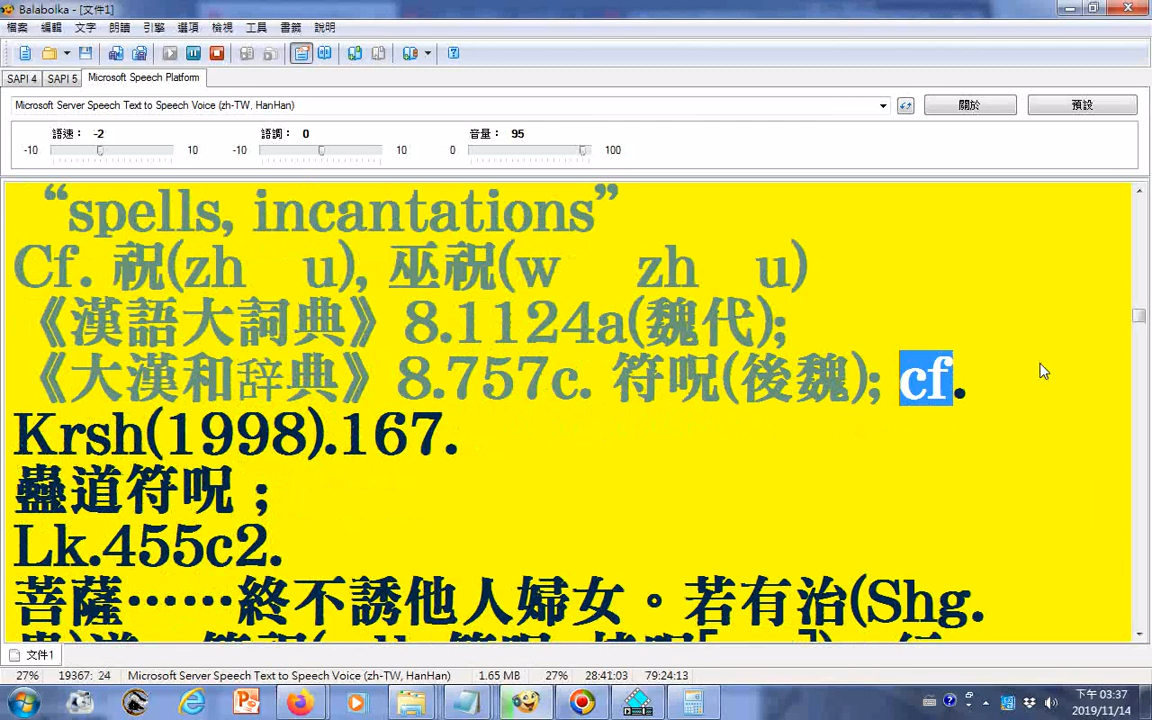 Balabolka - [文件1]
檔案 編輯 文字 朗讀 引擎 選項 檢視 工具 書籤 說明
SAPI 4 SAPI 5 Microsoft Speech Platform
Microsoft Server Speech Text to Speech Voice (zh-TW, HanHan) 關於 預設
語速： -2 語調： 0 音量： 95
-10 10 -10 10 0 100
“spells, incantations”
Cf. 祝(zh u), 巫祝(w zh u)
《漢語大詞典》8.1124a(魏代);
《大漢和辞典》8.757c. 符呪(後魏); cf.
Krsh(1998).167.
蠱道符呪；
Lk.455c2.
菩薩……終不誘他人婦女。若有治(Shg.
文件1
27% 19367: 24 Microsoft Server Speech Text to Speech Voice (zh-TW, HanHan) 1.65 MB 27% 28:41:03 79:24:13
下午 03:37
2019/11/14